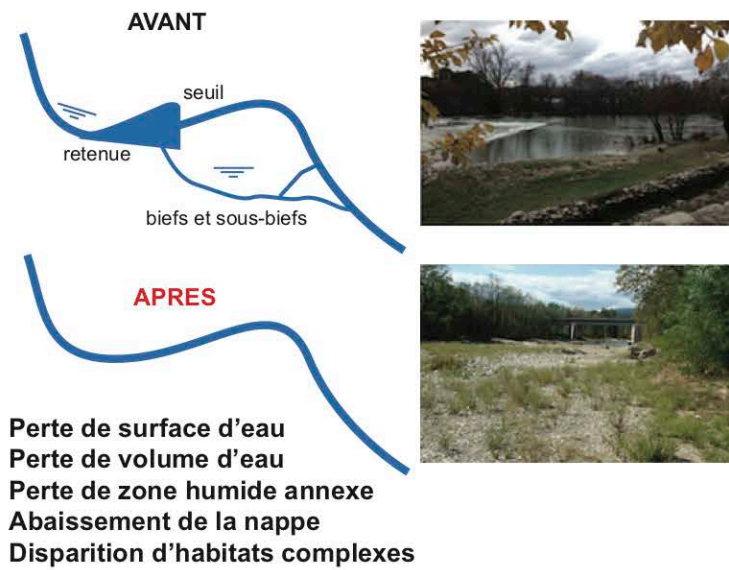 AVANT
seuil
retenue
biefs et sous-biefs
APRES
Perte de surface d'eau
Perte de volume d'eau
Perte de zone humide annexe
Abaissement de la nappe
Disparition d'habitats complexes